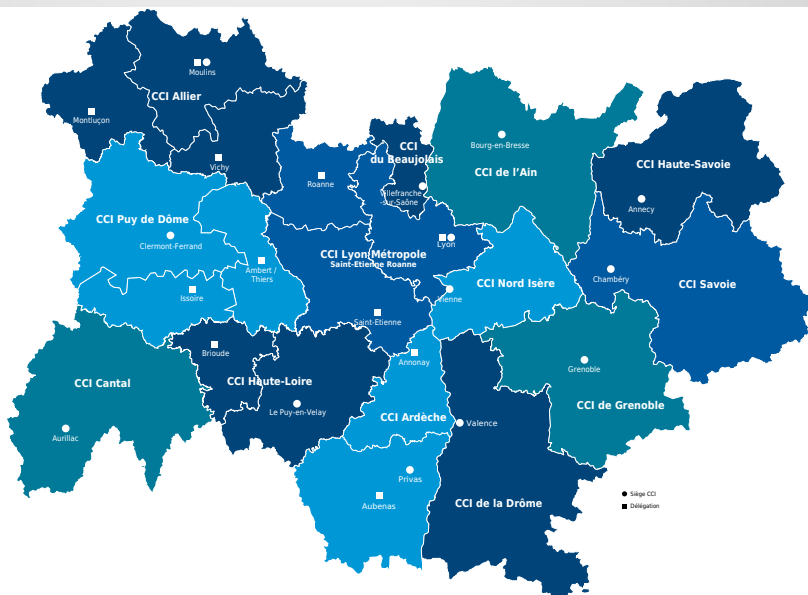 Moulins
CCI Allier
Montluçon
Vichy
CCI
du Beaujolais
Bourg-en-Bresse
CCI de l’Ain
CCI Haute-Savoie
Roanne
Villefranche
-sur-Saône
Annecy
CCI Puy de Dôme
Clermont-Ferrand
Lyon
CCI Lyon Métropole
Saint-Etienne Roanne
Ambert /
Thiers
Issoire
CCI Nord Isère
Vienne
Chambéry
CCI Savoie
Saint-Etienne
Brioude
Annonay
Grenoble
CCI Cantal
CCI Haute-Loire
Le Puy-en-Velay
CCI Ardèche
CCI de Grenoble
Aurillac
Valence
Privas
Aubenas
CCI de la Drôme
Siège CCI
Délégation